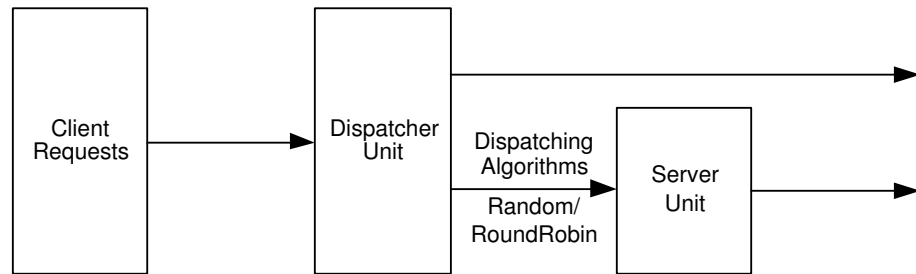 Client
Requests
Dispatcher
Unit
Dispatching
Algorithms
Random/
RoundRobin
Server
Unit